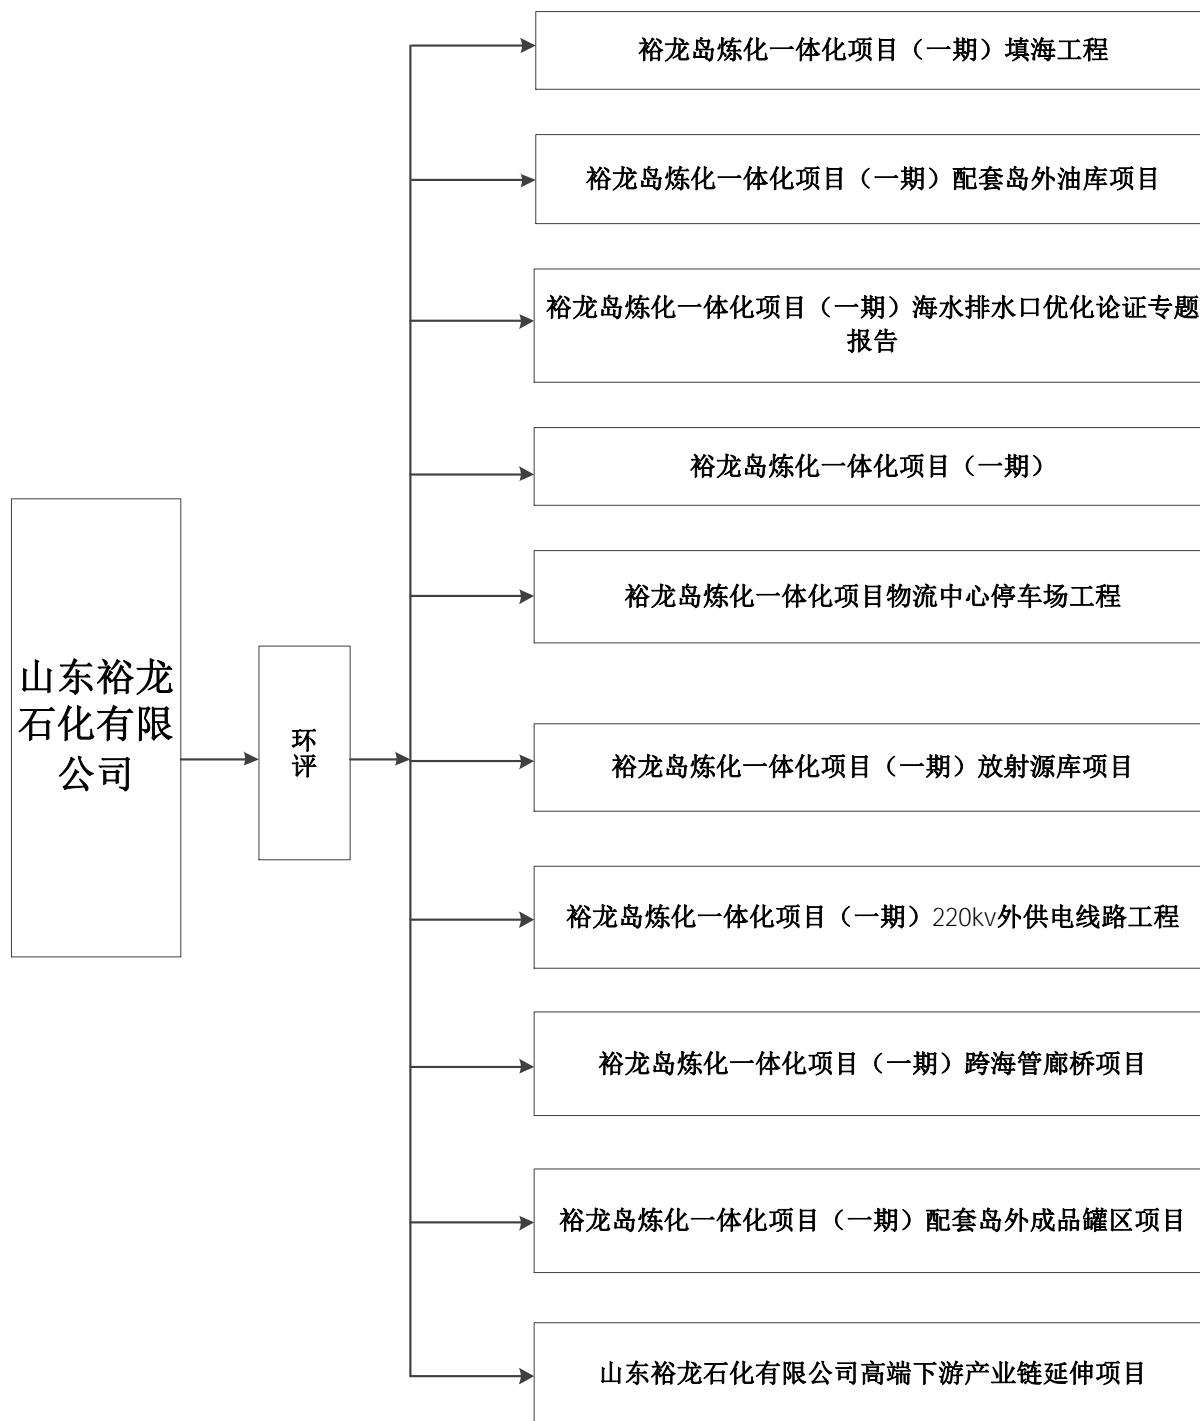 裕龙岛炼化一体化项目（一期）填海工程
裕龙岛炼化一体化项目（一期）配套岛外油库项目
裕龙岛炼化一体化项目（一期）海水排水口优化论证专题
报告
裕龙岛炼化一体化项目（一期）
裕龙岛炼化一体化项目物流中心停车场工程
山东裕龙
石化有限
公司
环
评
裕龙岛炼化一体化项目（一期）放射源库项目
裕龙岛炼化一体化项目（一期）220kv外供电线路工程
裕龙岛炼化一体化项目（一期）跨海管廊桥项目
裕龙岛炼化一体化项目（一期）配套岛外成品罐区项目
山东裕龙石化有限公司高端下游产业链延伸项目